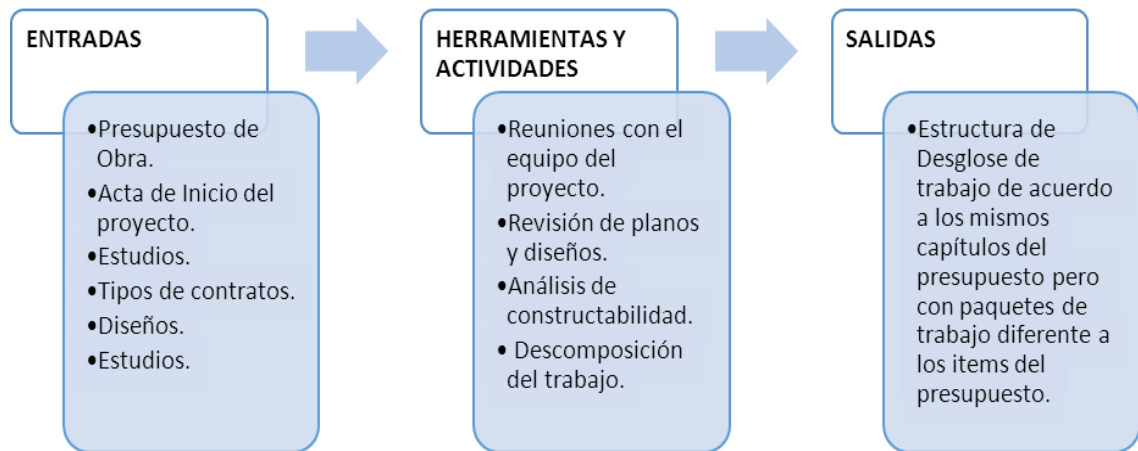 ENTRADAS
•Presupuesto de
Obra.
•Acta de Inicio del
proyecto.
•Estudios.
•Tipos de contratos.
•Diseños.
•Estudios.
HERRAMIENTAS Y
ACTIVIDADES
•Reuniones con el
equipo del
proyecto.
•Revisión de planos
y diseños.
•Análisis de
constructabilidad.
• Descomposición
del trabajo.
SALIDAS
•Estructura de
Desglose de
trabajo de acuerdo
a los mismos
capítulos del
presupuesto pero
con paquetes de
trabajo diferente a
los items del
presupuesto.